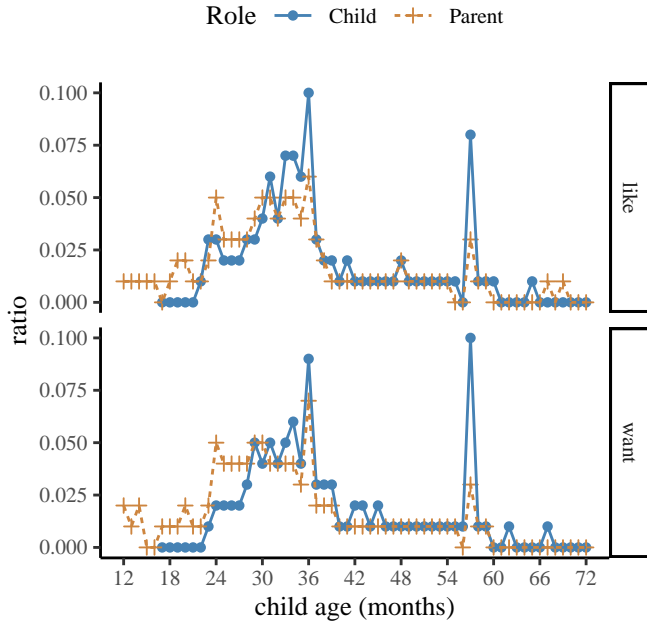 Role Child Parent
0.100
0.075
0.050
0.025
0.000
like
ratio
0.100
0.075
0.050
0.025
0.000
want
12 18 24 30 36 42 48 54 60 66 72
child age (months)